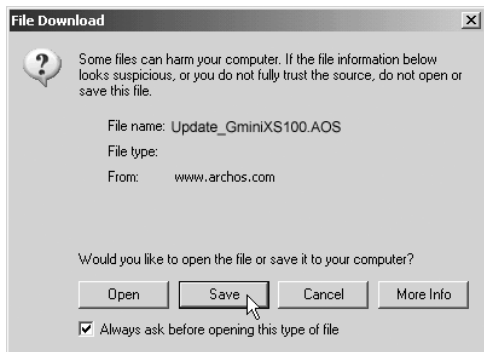 File Download
Some files can harm your computer. If the file information below
looks suspicious, or you do not fully trust the source, do not open or
save this file.
File name: Update_GminiXS100.AOS
File type:
From: www.archos.com
Would you like to open the file or save it to your computer?
Open Save Cancel More Info
Always ask before opening this type of file